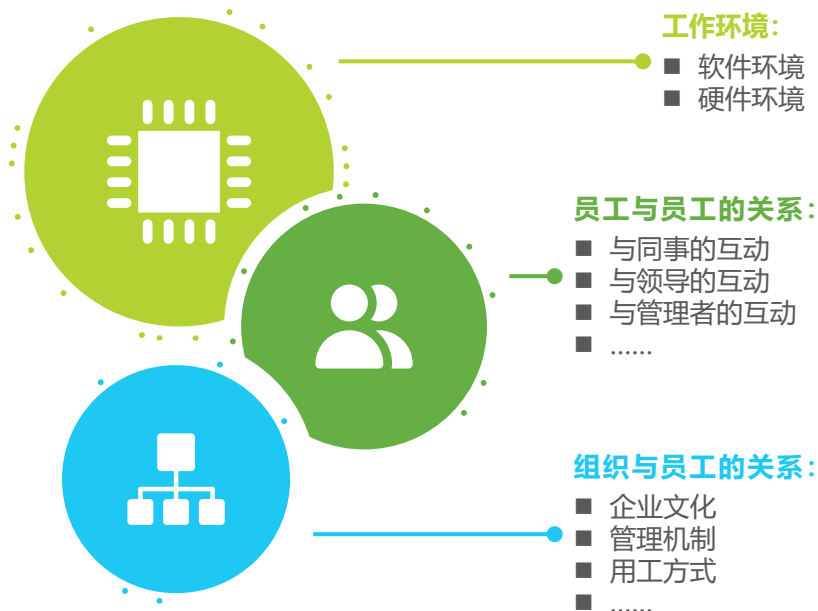 工作环境：
■ 软件环境
■ 硬件环境
员工与员工的关系：
■ 与同事的互动
■ 与领导的互动
■ 与管理者的互动
■ ......
组织与员工的关系：
■ 企业文化
■ 管理机制
■ 用工方式
■ ......